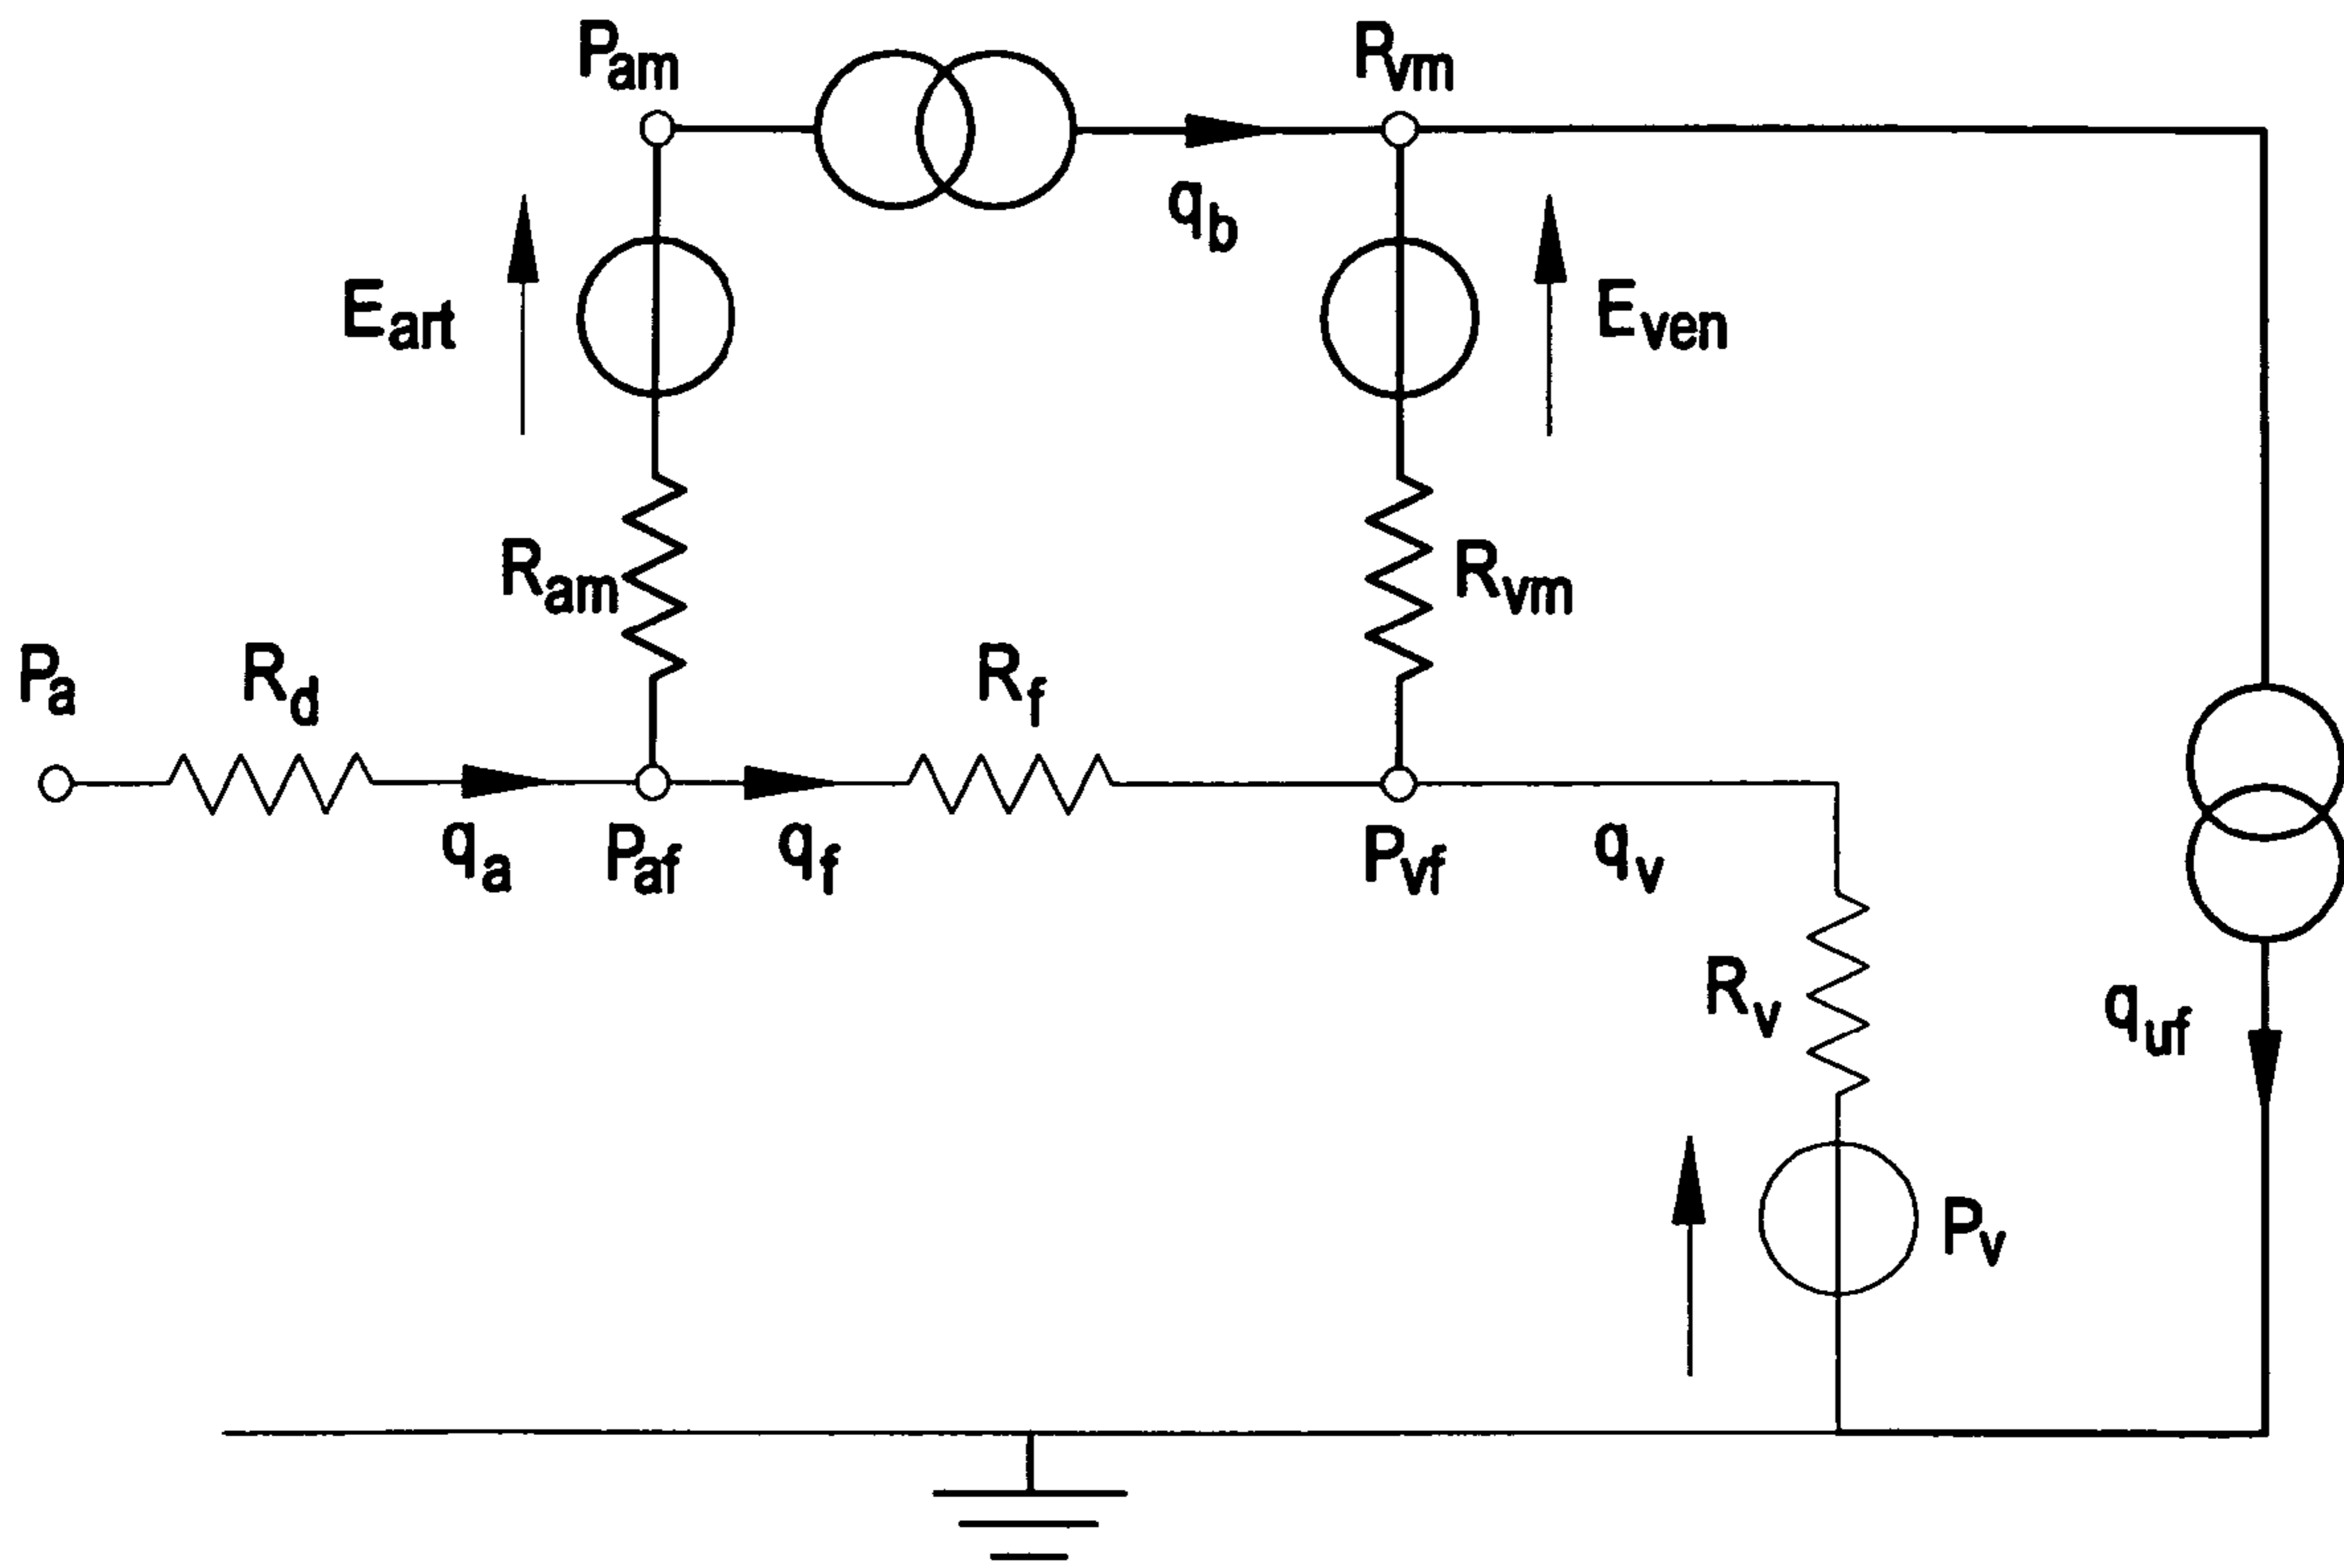 Pam
Rvm
qb
Eart
Even
Ram
Rvm
Pa
Rd
Rf
qa
Paf
qf
Pvf
qv
Rv
quf
Pv